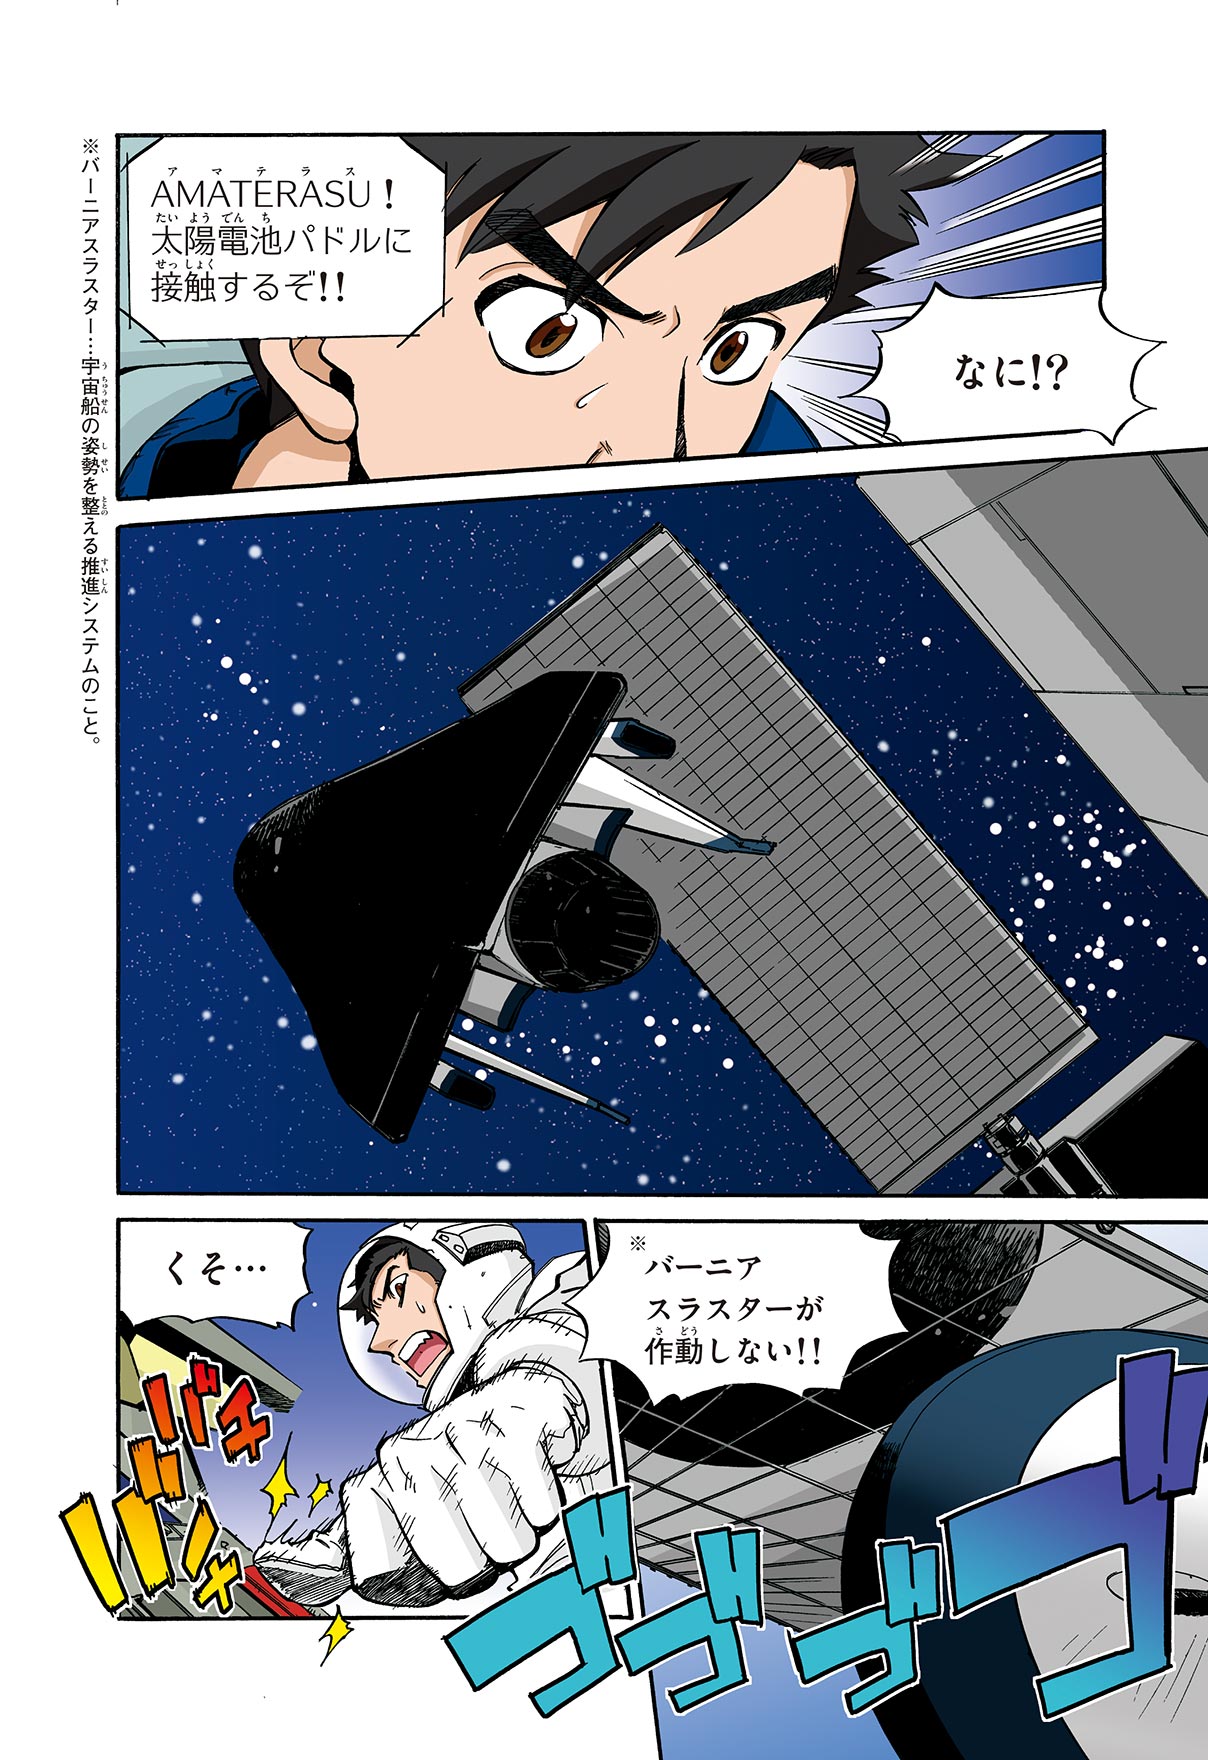 AMATERASU！
太陽電池パドルに
接触するぞ!!
なに!?
※バーニアスラスター…宇宙船の姿勢を整える推進システムのこと。
※
バーニア
スラスターが
作動しない!!
ゴゴゴゴ
くそ…
バチバチ
バシャ